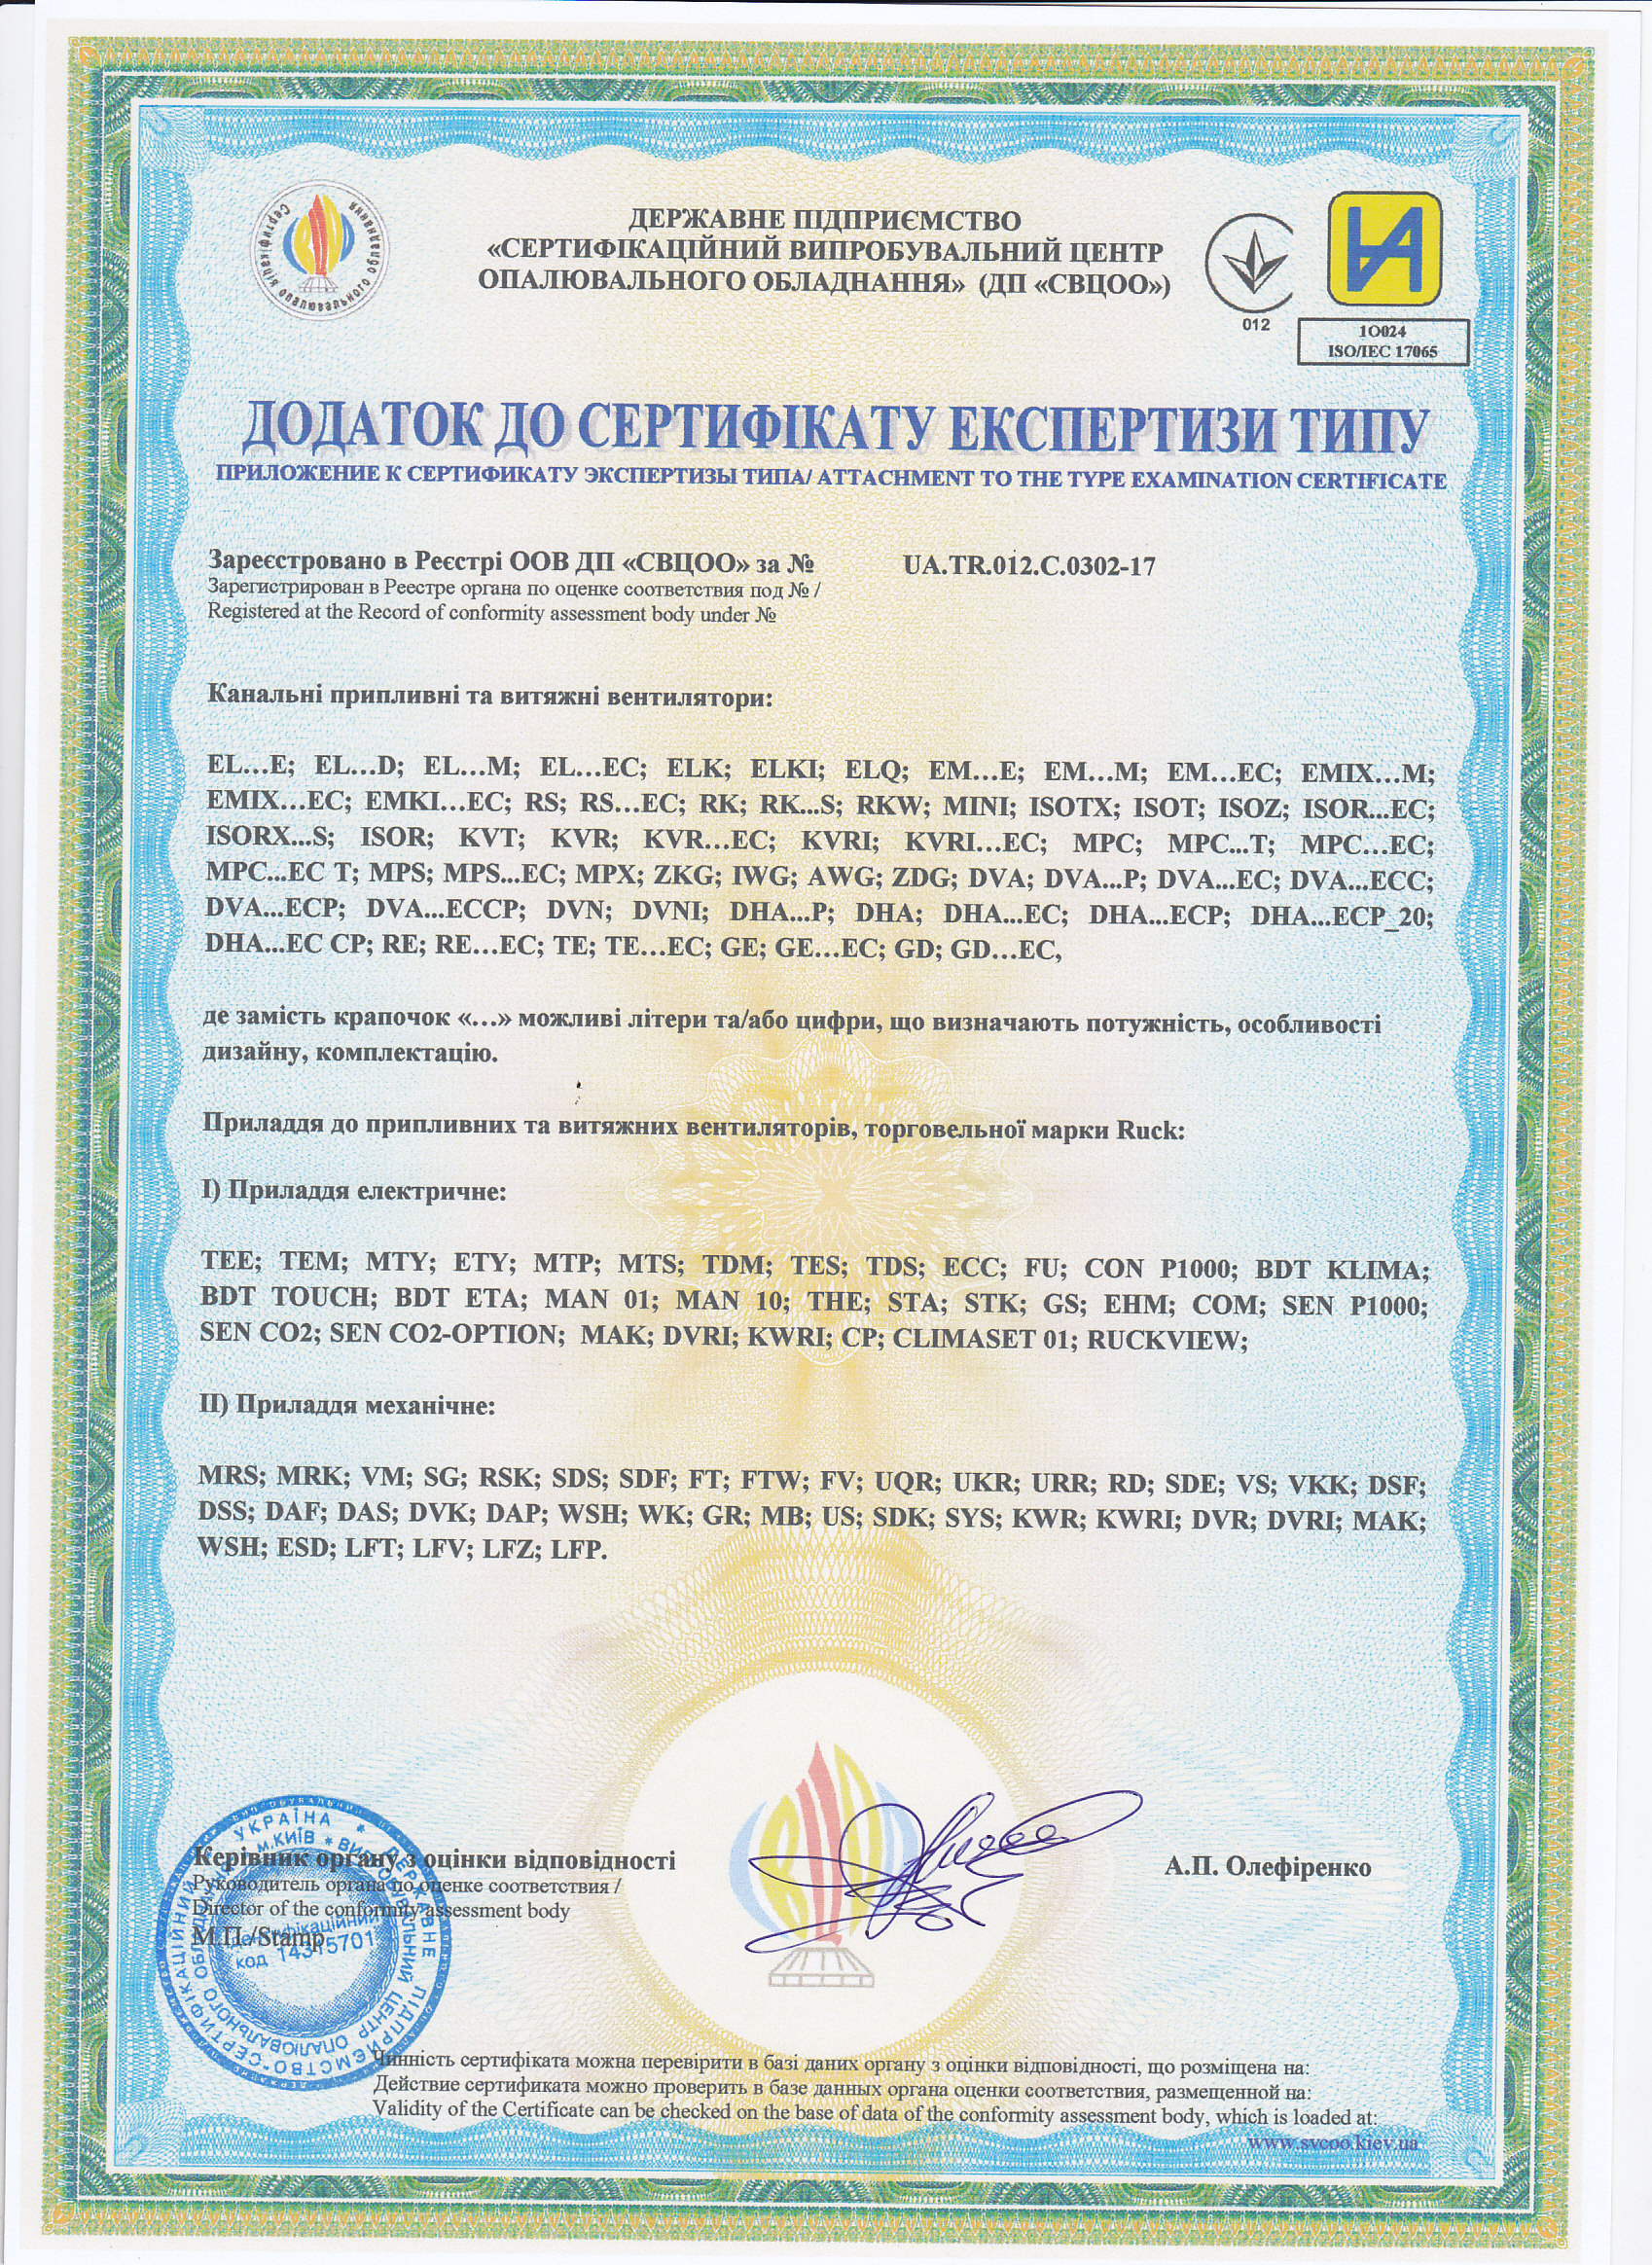 Сертифікація опалювального обладнання
ДЕРЖАВНЕ ПІДПРИЄМСТВО
«СЕРТИФІКАЦІЙНИЙ ВИПРОБУВАЛЬНИЙ ЦЕНТР
ОПАЛЮВАЛЬНОГО ОБЛАДНАННЯ» (ДП «СВЦОО»)
012
1О024
ISO/IEC 17065
ДОДАТОК ДО СЕРТИФІКАТУ ЕКСПЕРТИЗИ ТИПУ
ПРИЛОЖЕНИЕ К СЕРТИФИКАТУ ЭКСПЕРТИЗЫ ТИПА/ ATTACHMENT TO THE TYPE EXAMINATION CERTIFICATE
Зареєстровано в Реєстрі ООВ ДП «СВЦОО» за № UA.TR.012.C.0302-17
Зарегистрирован в Реестре органа по оценке соответствия под № /
Registered at the Record of conformity assessment body under №
Канальні припливні та витяжні вентилятори:
EL…E; EL…D; EL…M; EL…EC; ELK; ELKI; ELQ; EM…E; EM…M; EM…EC; EMIX…M;
EMIX…EC; EMKI…EC; RS; RS…EC; RK; RK...S; RKW; MINI; ISOTX; ISOT; ISOZ; ISOR...EC;
ISORX...S; ISOR; KVT; KVR; KVR…EC; KVRI; KVRI…EC; MPC; MPC...T; MPC…EC;
MPC...EC T; MPS; MPS...EC; MPX; ZKG; IWG; AWG; ZDG; DVA; DVA...P; DVA...EC; DVA...ECC;
DVA...ECP; DVA...ECCP; DVN; DVNI; DHA...P; DHA; DHA...EC; DHA...ECP; DHA...ECP_20;
DHA...EC CP; RE; RE…EC; TE; TE…EC; GE; GE…EC; GD; GD…EC,
де замість крапочок «…» можливі літери та/або цифри, що визначають потужність, особливості
дизайну, комплектацію.
Приладдя до припливних та витяжних вентиляторів, торговельної марки Ruck:
I) Приладдя електричне:
TEE; TEM; MTY; ETY; MTP; MTS; TDM; TES; TDS; ECC; FU; CON P1000; BDT KLIMA;
BDT TOUCH; BDT ETA; MAN 01; MAN 10; THE; STA; STK; GS; EHM; COM; SEN P1000;
SEN CO2; SEN CO2-OPTION; MAK; DVRI; KWRI; CP; CLIMASET 01; RUCKVIEW;
II) Приладдя механічне:
MRS; MRK; VM; SG; RSK; SDS; SDF; FT; FTW; FV; UQR; UKR; URR; RD; SDE; VS; VKK; DSF;
DSS; DAF; DAS; DVK; DAP; WSH; WK; GR; MB; US; SDK; SYS; KWR; KWRI; DVR; DVRI; MAK;
WSH; ESD; LFT; LFV; LFZ; LFP.
Керівник органу з оцінки відповідності А.П. Олефіренко
Руководитель органа по оценке соответствия /
Director of the conformity assessment body
М.П./Stamp
УКРАЇНА * ДЕРЖАВНЕ ПІДПРИЄМСТВО
м.КИЇВ * ВИПРОБУВАЛЬНИЙ ЦЕНТР ОПАЛЮВАЛЬНОГО
код 14315701
Чинність сертифіката можна перевірити в базі даних органу з оцінки відповідності, що розміщена на:
Действие сертификата можно проверить в базе данных органа оценки соответствия, размещенной на:
Validity of the Certificate can be checked on the base of data of the conformity assessment body, which is loaded at:
www.svcoo.kiev.ua